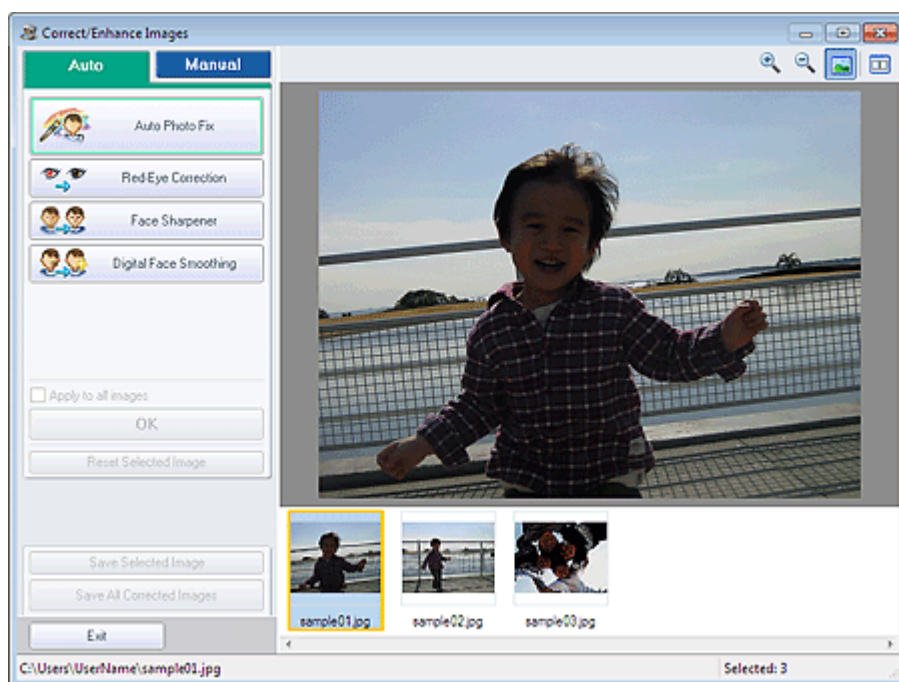 Correct/Enhance Images
Auto
Manual
Auto Photo Fix
Red-Eye Correction
Face Sharpener
Digital Face Smoothing
Apply to all images
OK
Reset Selected Image
Save Selected Image
Save All Corrected Images
Exit
sample01.jpg
sample02.jpg
sample03.jpg
C:\Users\UserName\sample01.jpg
Selected: 3